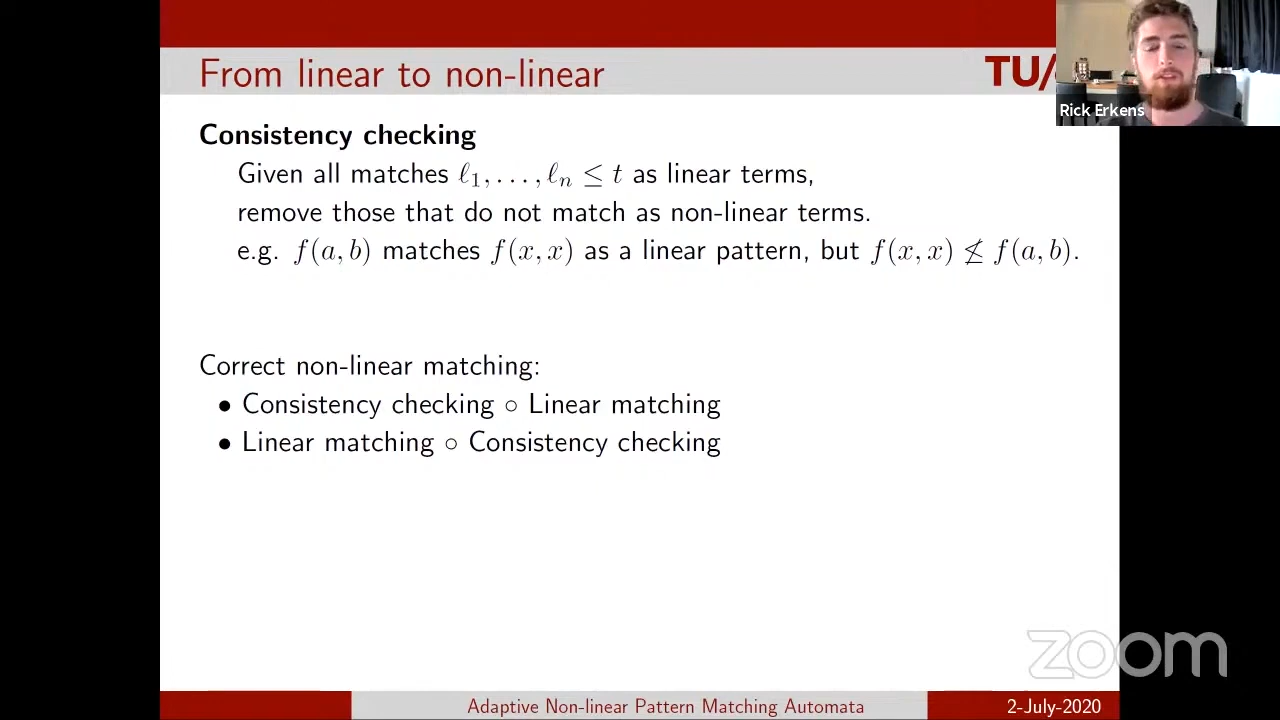 From linear to non-linear
TU/
Rick Erkens
Consistency checking
Given all matches ℓ₁, . . . , ℓₙ ≤ t as linear terms,
remove those that do not match as non-linear terms.
e.g. f(a, b) matches f(x, x) as a linear pattern, but f(x, x) ≰ f(a, b).
Correct non-linear matching:
• Consistency checking ∘ Linear matching
• Linear matching ∘ Consistency checking
zoom
Adaptive Non-linear Pattern Matching Automata
2-July-2020